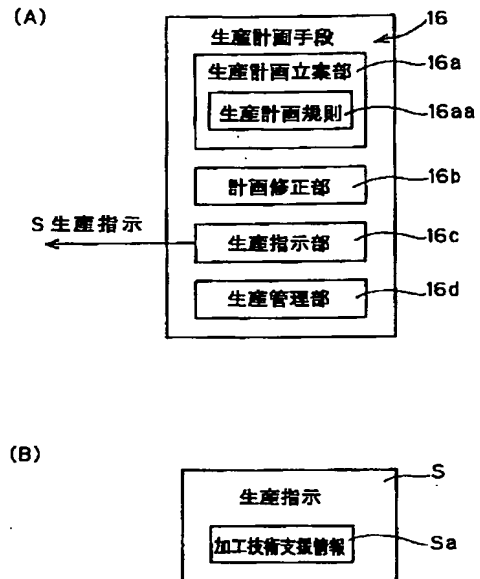 (A)
16
生産計画手段
生産計画立案部
16a
生産計画規則
16aa
計画修正部
16b
S 生産指示
生産指示部
16c
生産管理部
16d
(B)
S
生産指示
加工技術支援情報
Sa